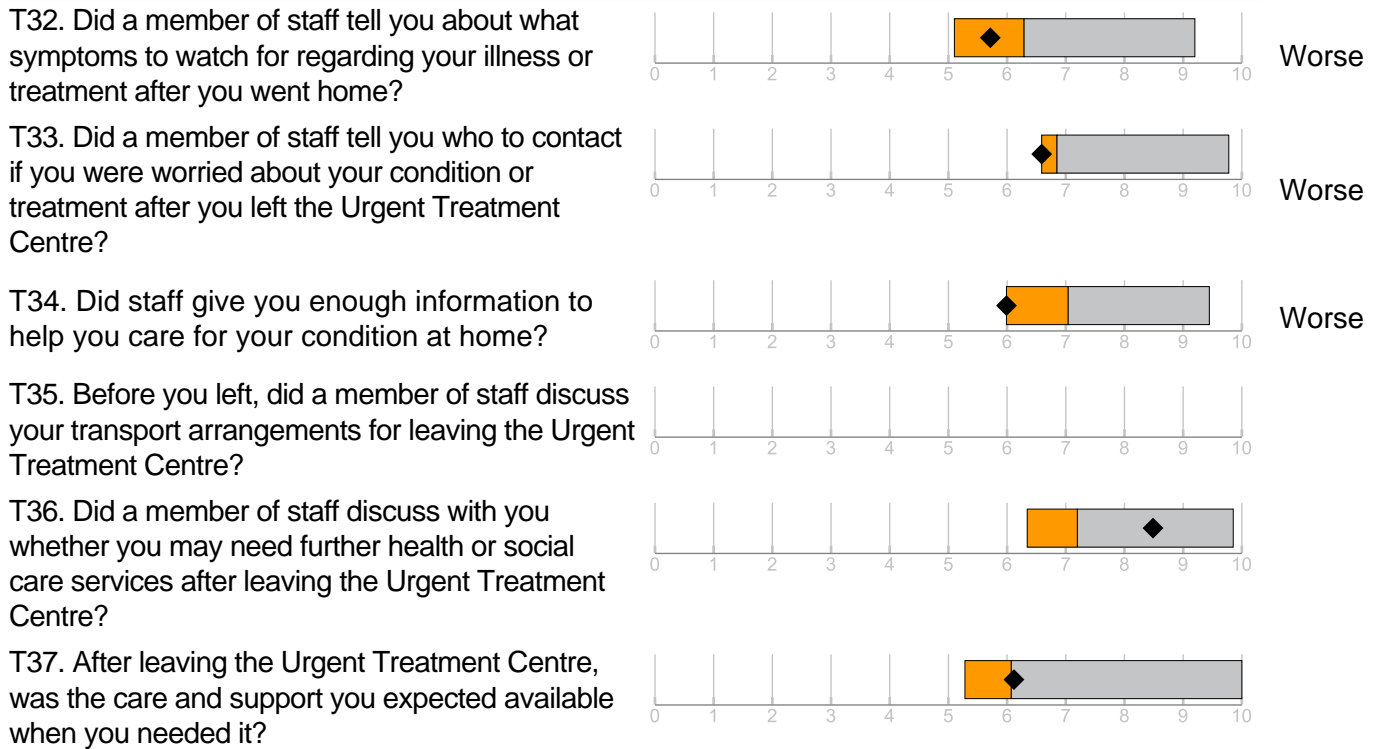 T32. Did a member of staff tell you about what
symptoms to watch for regarding your illness or
treatment after you went home?
0 1 2 3 4 5 6 7 8 9 10
Worse
T33. Did a member of staff tell you who to contact
if you were worried about your condition or
treatment after you left the Urgent Treatment
Centre?
0 1 2 3 4 5 6 7 8 9 10
Worse
T34. Did staff give you enough information to
help you care for your condition at home?
0 1 2 3 4 5 6 7 8 9 10
Worse
T35. Before you left, did a member of staff discuss
your transport arrangements for leaving the Urgent
Treatment Centre?
0 1 2 3 4 5 6 7 8 9 10
T36. Did a member of staff discuss with you
whether you may need further health or social
care services after leaving the Urgent Treatment
Centre?
0 1 2 3 4 5 6 7 8 9 10
T37. After leaving the Urgent Treatment Centre,
was the care and support you expected available
when you needed it?
0 1 2 3 4 5 6 7 8 9 10